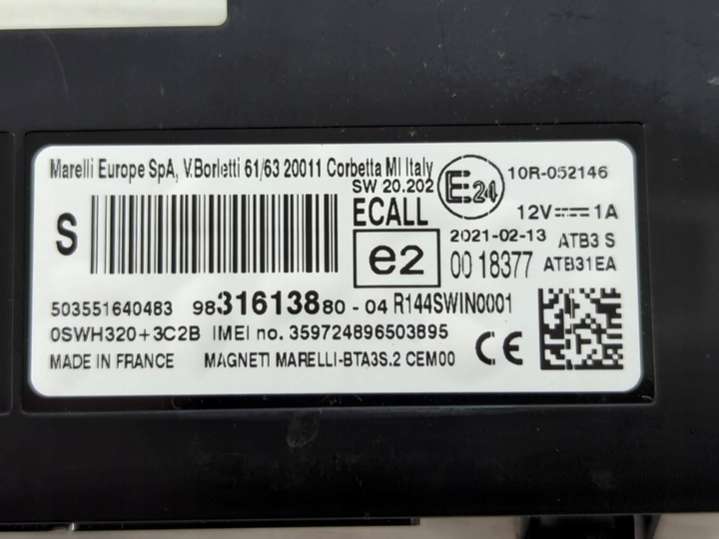 Marelli Europe SpA, V.Borletti 61/63 20011 Corbetta MI Italy
SW 20.202
E24
10R-052146
S
ECALL
12V⎓1A
e2
2021-02-13 ATB3 S
00 18377 ATB31EA
503551640483 9831613880-04 R144SWIN0001
0SWH320+3C2B IMEI no. 359724896503895
MADE IN FRANCE MAGNETI MARELLI-BTA3S.2 CEM00
CE